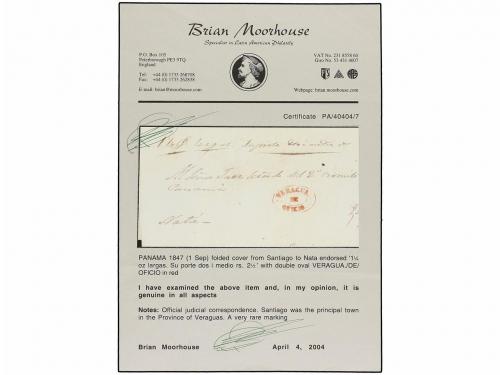 Brian Moorhouse
Specialist in Latin American Philately
P.O. Box 105
Peterborough PE3 9TQ
England
Tel: +44 (0) 1733 268708
Fax: +44 (0) 1733 262858
E-mail: brian@moorhouse.com
VAT No. 231 8558 60
Giro No. 53 431 4007
Webpage: moorhouse.com
Certificate PA/40404/7
Nata
VERAGUA
DE
OFICIO
PANAMA 1847 (1 Sep) folded cover from Santiago to Nata endorsed '1¼
oz largas. Su porte dos i medio rs. 2½' with double oval VERAGUA./DE/
OFICIO in red
I have examined the above item and, in my opinion, it is
genuine in all aspects
Notes: Official judicial correspondence. Santiago was the principal town
in the Province of Veraguas. A very rare marking
Brian Moorhouse April 4, 2004